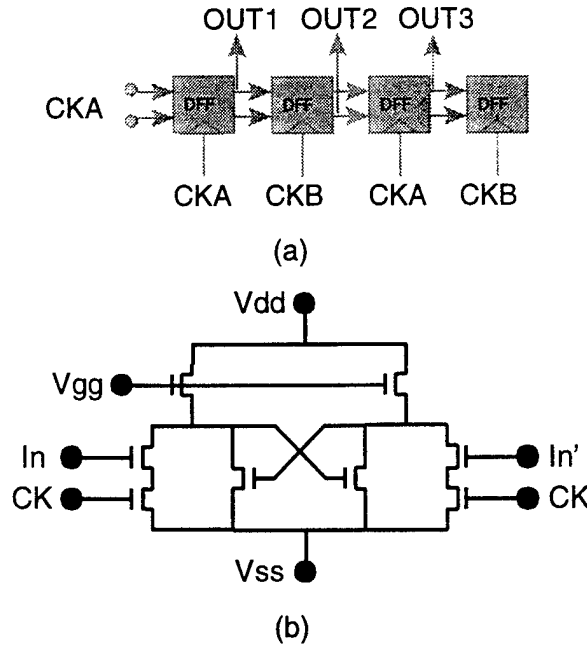 OUT1 OUT2 OUT3
CKA DFF DFF DFF DFF
CKA CKB CKA CKB
(a)
Vdd
Vgg
In In'
CK CK
Vss
(b)